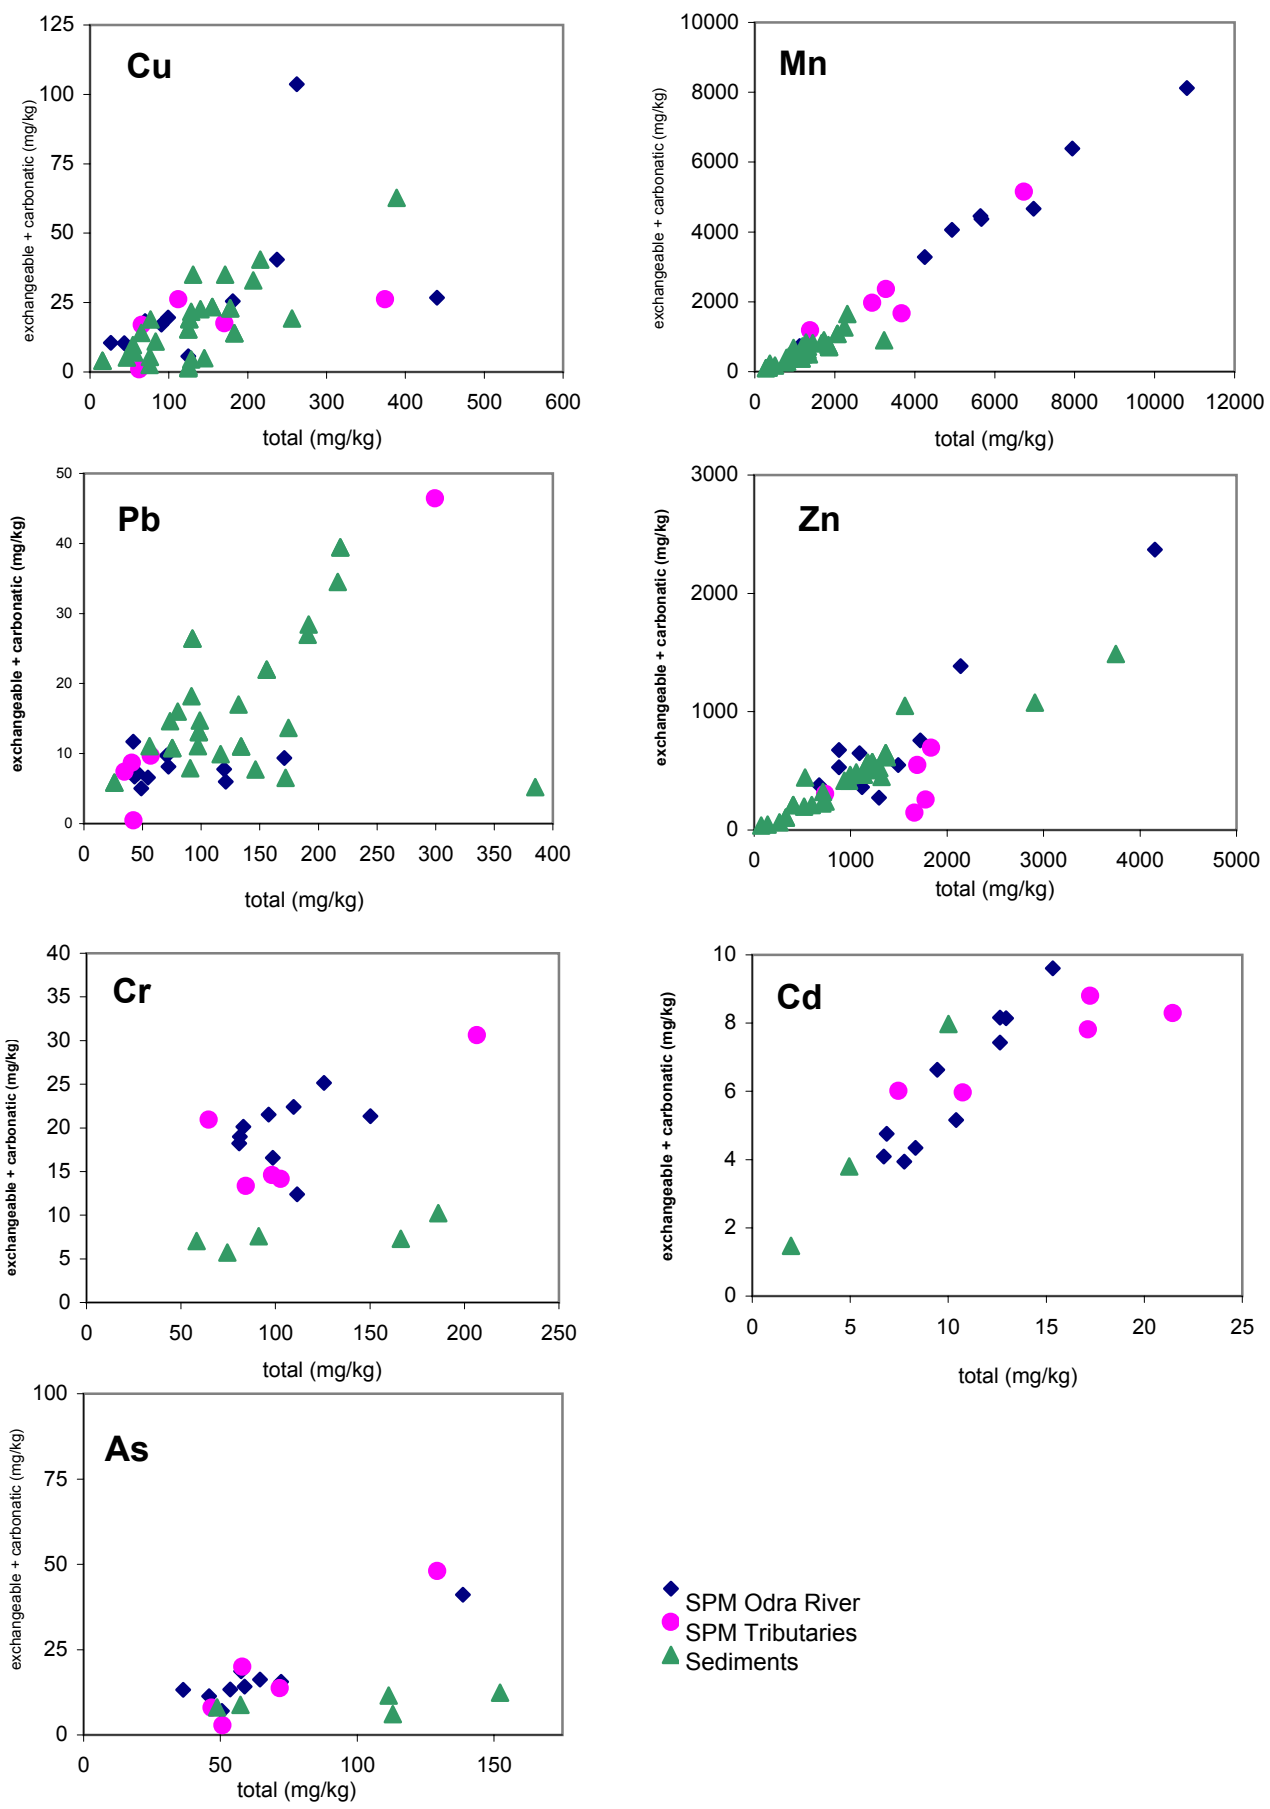 Cu
exchangeable + carbonatic (mg/kg)
125
100
75
50
25
0
0 100 200 300 400 500 600
total (mg/kg)
Mn
exchangeable + carbonatic (mg/kg)
10000
8000
6000
4000
2000
0
0 2000 4000 6000 8000 10000 12000
total (mg/kg)
Pb
exchangeable + carbonatic (mg/kg)
50
40
30
20
10
0
0 50 100 150 200 250 300 350 400
total (mg/kg)
Zn
exchangeable + carbonatic (mg/kg)
3000
2000
1000
0
0 1000 2000 3000 4000 5000
total (mg/kg)
Cr
exchangeable + carbonatic (mg/kg)
40
35
30
25
20
15
10
5
0
0 50 100 150 200 250
total (mg/kg)
Cd
exchangeable + carbonatic (mg/kg)
10
8
6
4
2
0
0 5 10 15 20 25
total (mg/kg)
As
exchangeable + carbonatic (mg/kg)
100
75
50
25
0
0 50 100 150
total (mg/kg)
SPM Odra River
SPM Tributaries
Sediments